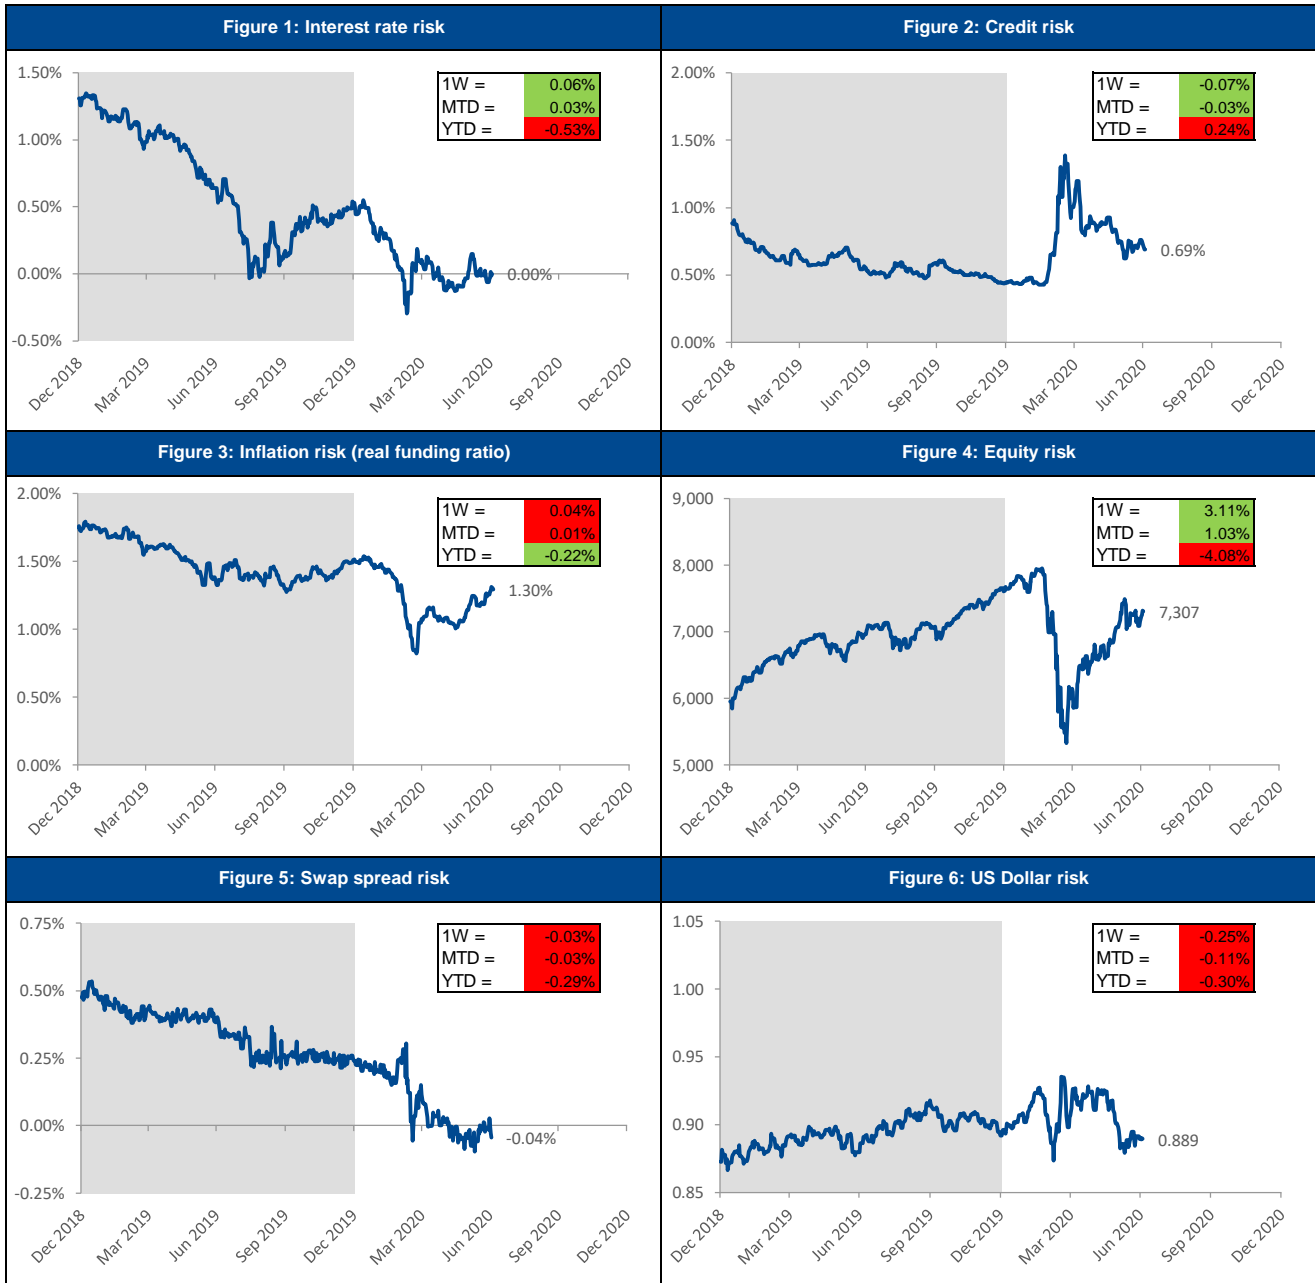 Figure 1: Interest rate risk
1.50%
1.00%
0.50%
0.00%
-0.50%
1W = 0.06%
MTD = 0.03%
YTD = -0.53%
0.00%
Dec 2018 Mar 2019 Jun 2019 Sep 2019 Dec 2019 Mar 2020 Jun 2020 Sep 2020 Dec 2020
Figure 2: Credit risk
2.00%
1.50%
1.00%
0.50%
0.00%
1W = -0.07%
MTD = -0.03%
YTD = 0.24%
0.69%
Dec 2018 Mar 2019 Jun 2019 Sep 2019 Dec 2019 Mar 2020 Jun 2020 Sep 2020 Dec 2020
Figure 3: Inflation risk (real funding ratio)
2.00%
1.50%
1.00%
0.50%
0.00%
1W = 0.04%
MTD = 0.01%
YTD = -0.22%
1.30%
Dec 2018 Mar 2019 Jun 2019 Sep 2019 Dec 2019 Mar 2020 Jun 2020 Sep 2020 Dec 2020
Figure 4: Equity risk
9,000
8,000
7,000
6,000
5,000
1W = 3.11%
MTD = 1.03%
YTD = -4.08%
7,307
Dec 2018 Mar 2019 Jun 2019 Sep 2019 Dec 2019 Mar 2020 Jun 2020 Sep 2020 Dec 2020
Figure 5: Swap spread risk
0.75%
0.50%
0.25%
0.00%
-0.25%
1W = -0.03%
MTD = -0.03%
YTD = -0.29%
-0.04%
Dec 2018 Mar 2019 Jun 2019 Sep 2019 Dec 2019 Mar 2020 Jun 2020 Sep 2020 Dec 2020
Figure 6: US Dollar risk
1.05
1.00
0.95
0.90
0.85
1W = -0.25%
MTD = -0.11%
YTD = -0.30%
0.889
Dec 2018 Mar 2019 Jun 2019 Sep 2019 Dec 2019 Mar 2020 Jun 2020 Sep 2020 Dec 2020